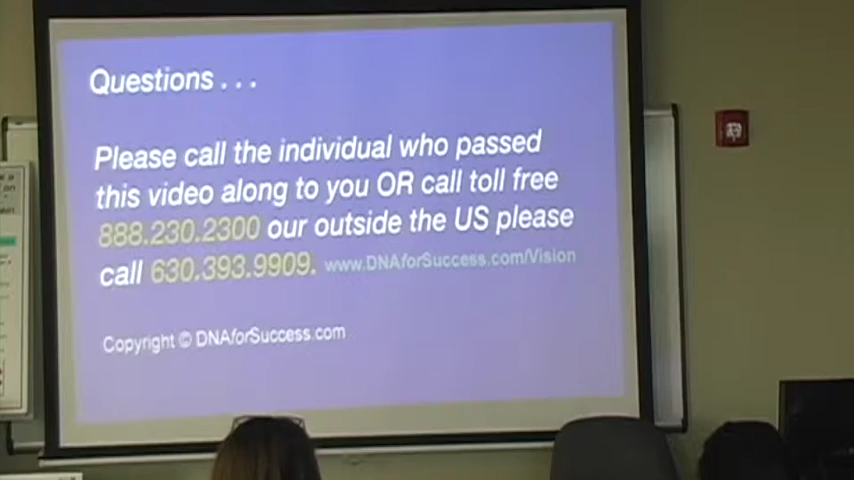 Questions . . .
Please call the individual who passed
this video along to you OR call toll free
888.230.2300 our outside the US please
call 630.393.9909. www.DNAforSuccess.com/Vision
Copyright © DNAforSuccess.com